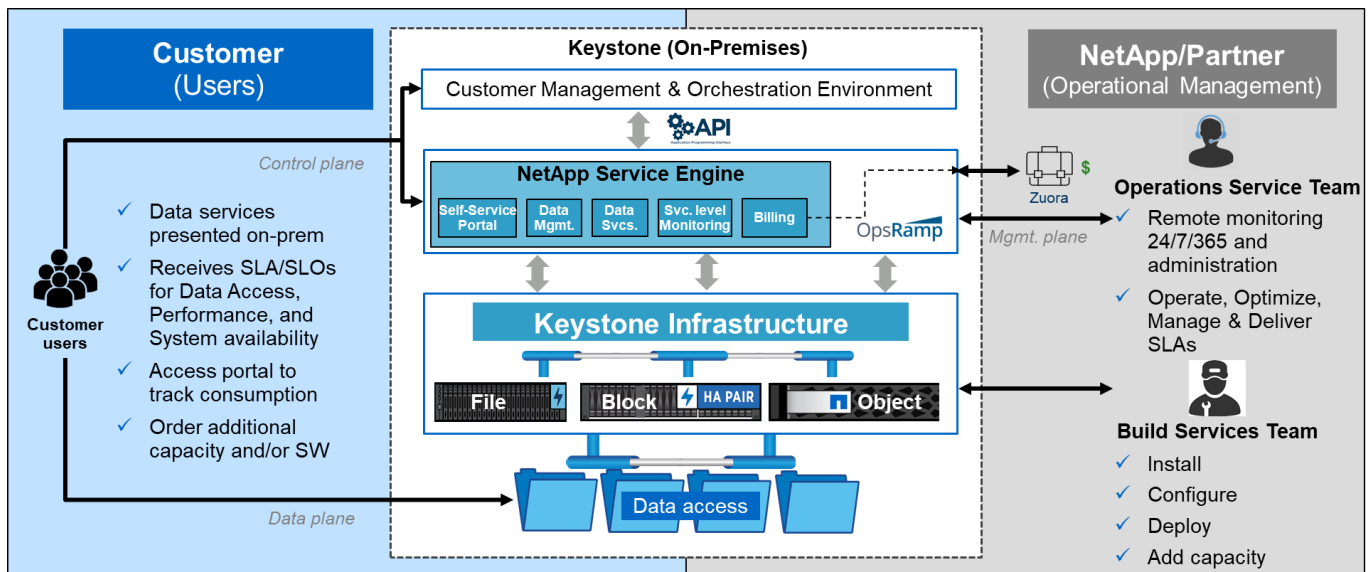 Customer
(Users)
Control plane
Data services
presented on-prem
Receives SLA/SLOs
for Data Access,
Performance, and
System availability
Access portal to
track consumption
Order additional
capacity and/or SW
Customer
users
Data plane
Keystone (On-Premises)
Customer Management & Orchestration Environment
API
Application Programming Interface
NetApp Service Engine
Self-Service
Portal
Data
Mgmt.
Data
Svcs.
Svc. level
Monitoring
Billing
OpsRamp
Keystone Infrastructure
File
Block
HA PAIR
Object
Data access
NetApp/Partner
(Operational Management)
$
Zuora
Mgmt. plane
Operations Service Team
Remote monitoring
24/7/365 and
administration
Operate, Optimize,
Manage & Deliver
SLAs
Build Services Team
Install
Configure
Deploy
Add capacity